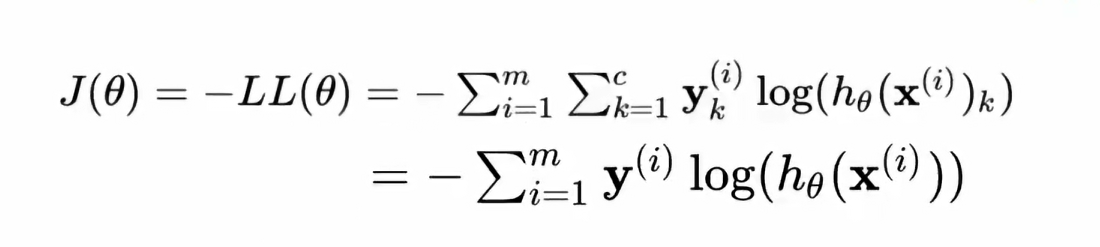 J(θ) = −LL(θ) = − ∑_{i=1}^{m} ∑_{k=1}^{c} 𝐲_k^{(i)} log(h_θ(𝐱^{(i)})_k)
= − ∑_{i=1}^{m} 𝐲^{(i)} log(h_θ(𝐱^{(i)}))